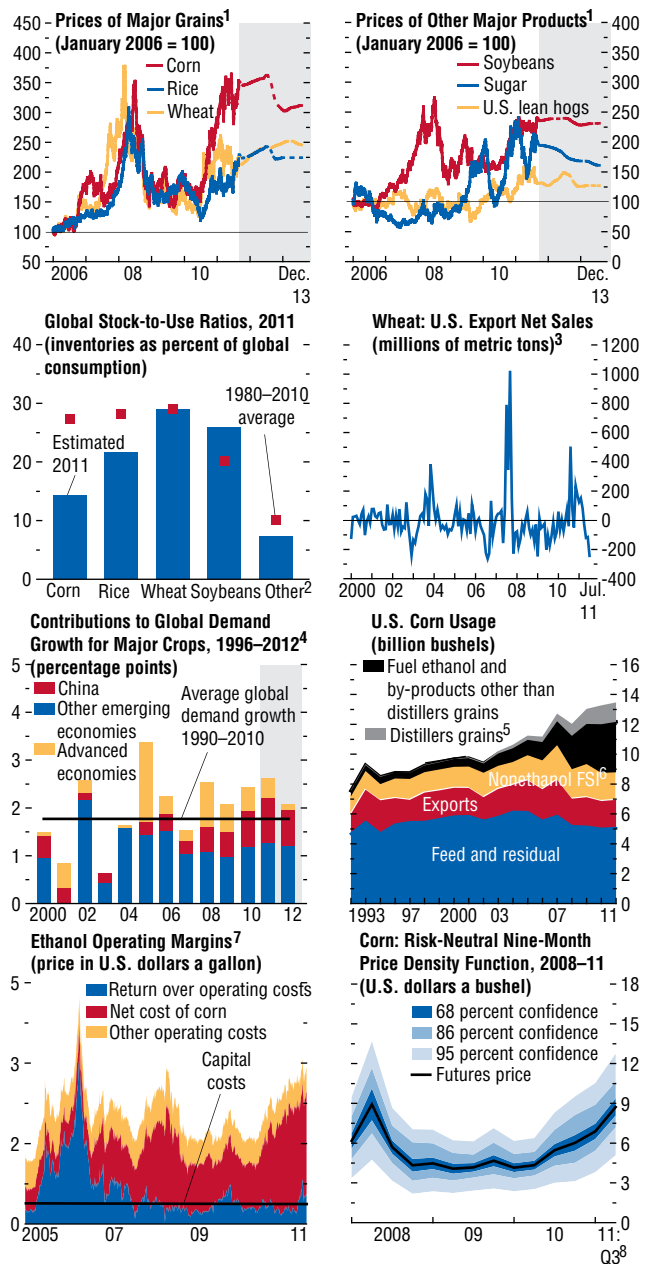 Prices of Major Grains1
(January 2006 = 100)
Corn
Rice
Wheat
450
400
350
300
250
200
150
100
50
2006
08
10
Dec.
13
Prices of Other Major Products1
(January 2006 = 100)
Soybeans
Sugar
U.S. lean hogs
400
350
300
250
200
150
100
50
0
2006
08
10
Dec.
13
Global Stock-to-Use Ratios, 2011
(inventories as percent of global
consumption)
1980–2010
average
Estimated
2011
40
30
20
10
0
Corn
Rice
Wheat
Soybeans
Other2
Wheat: U.S. Export Net Sales
(millions of metric tons)3
1200
1000
800
600
400
200
0
-200
-400
2000
02
04
06
08
10
Jul.
11
Contributions to Global Demand
Growth for Major Crops, 1996–20124
(percentage points)
China
Other emerging
economies
Advanced
economies
Average global
demand growth
1990–2010
5
4
3
2
1
0
2000
02
04
06
08
10
12
U.S. Corn Usage
(billion bushels)
Fuel ethanol and
by-products other than
distillers grains
Distillers grains5
Nonethanol FSI6
Exports
Feed and residual
16
14
12
10
8
6
4
2
0
1993
97
2000
04
07
11
Ethanol Operating Margins7
(price in U.S. dollars a gallon)
Return over operating costs
Net cost of corn
Other operating costs
Capital
costs
5
3
2
0
2005
07
09
11
Corn: Risk-Neutral Nine-Month
Price Density Function, 2008–11
(U.S. dollars a bushel)
68 percent confidence
86 percent confidence
95 percent confidence
Futures price
18
15
12
9
6
3
0
2008
09
10
11:
Q38